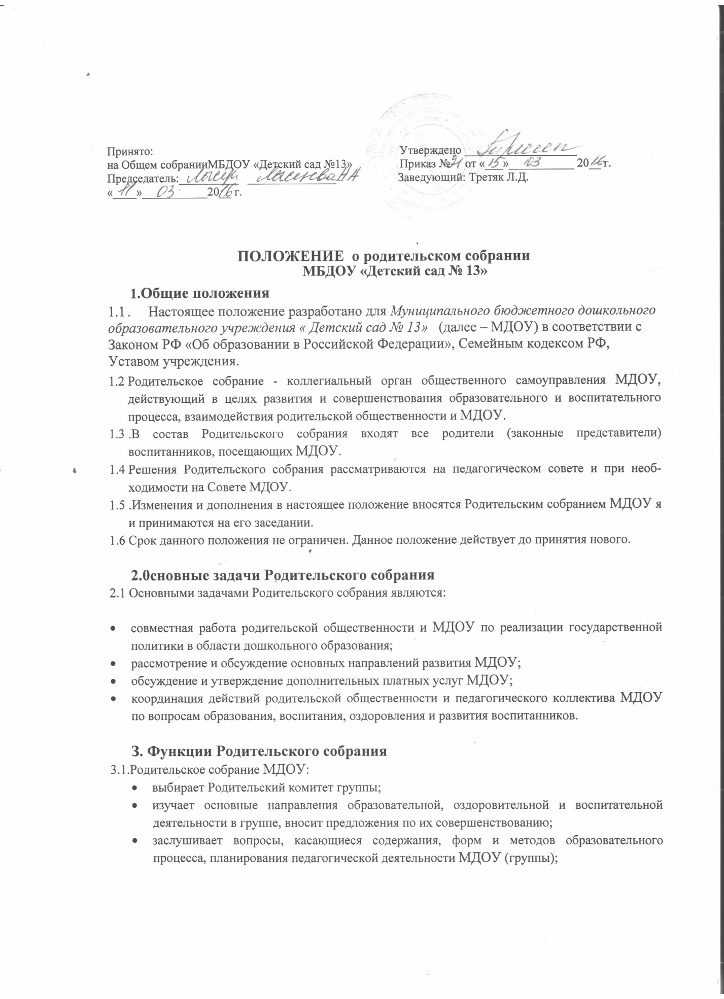 Принято:
на Общем собранииМБДОУ «Детский сад №13»
Председатель:
« 11 » 03 2016 г.
Утверждено
Приказ № 21 от « 15 » 03 2016 г.
Заведующий: Третяк Л.Д.
ПОЛОЖЕНИЕ о родительском собрании
МБДОУ «Детский сад № 13»
1.Общие положения
1.1. Настоящее положение разработано для Муниципального бюджетного дошкольного
образовательного учреждения « Детский сад № 13» (далее – МДОУ) в соответствии с
Законом РФ «Об образовании в Российской Федерации», Семейным кодексом РФ,
Уставом учреждения.
1.2 Родительское собрание - коллегиальный орган общественного самоуправления МДОУ,
действующий в целях развития и совершенствования образовательного и воспитательного
процесса, взаимодействия родительской общественности и МДОУ.
1.3 .В состав Родительского собрания входят все родители (законные представители)
воспитанников, посещающих МДОУ.
1.4 Решения Родительского собрания рассматриваются на педагогическом совете и при необ-
ходимости на Совете МДОУ.
1.5 .Изменения и дополнения в настоящее положение вносятся Родительским собранием МДОУ я
и принимаются на его заседании.
1.6 Срок данного положения не ограничен. Данное положение действует до принятия нового.
2.0сновные задачи Родительского собрания
2.1 Основными задачами Родительского собрания являются:
• совместная работа родительской общественности и МДОУ по реализации государственной
политики в области дошкольного образования;
• рассмотрение и обсуждение основных направлений развития МДОУ;
• обсуждение и утверждение дополнительных платных услуг МДОУ;
• координация действий родительской общественности и педагогического коллектива МДОУ
по вопросам образования, воспитания, оздоровления и развития воспитанников.
3. Функции Родительского собрания
3.1.Родительское собрание МДОУ:
• выбирает Родительский комитет группы;
• изучает основные направления образовательной, оздоровительной и воспитательной
деятельности в группе, вносит предложения по их совершенствованию;
• заслушивает вопросы, касающиеся содержания, форм и методов образовательного
процесса, планирования педагогической деятельности МДОУ (группы);